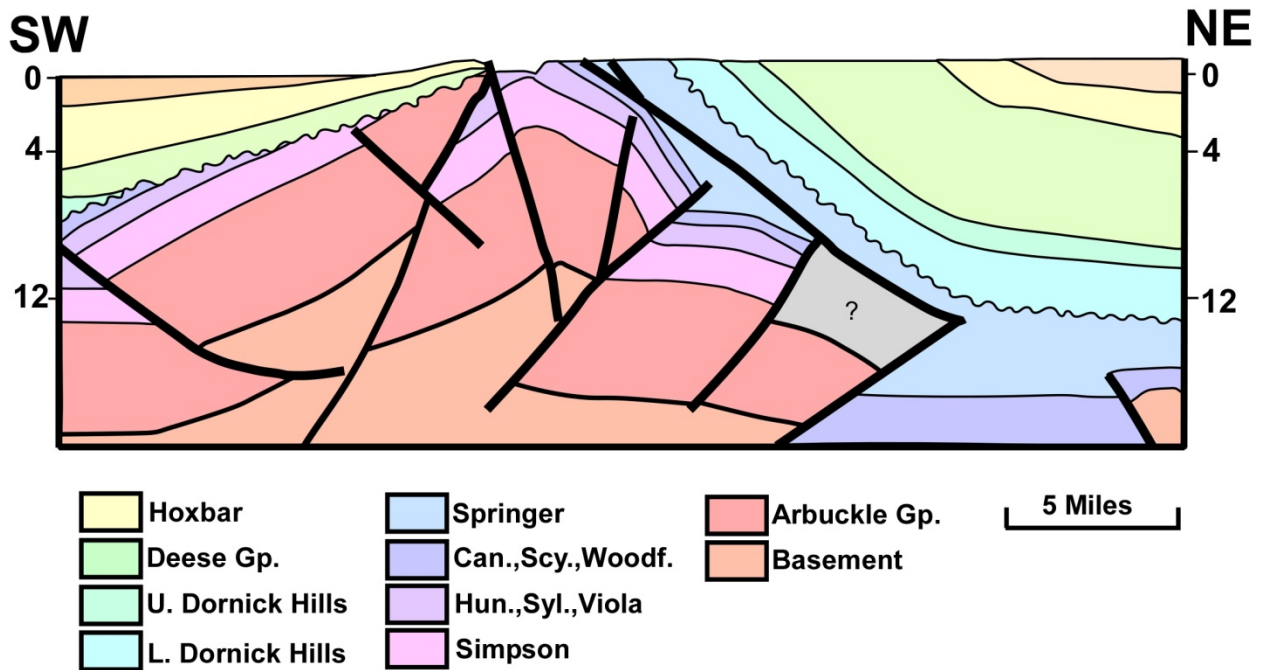 SW NE
0 0
4 4
12 12
?
Hoxbar
Deese Gp.
U. Dornick Hills
L. Dornick Hills
Springer
Can.,Scy.,Woodf.
Hun.,Syl.,Viola
Simpson
Arbuckle Gp.
Basement
5 Miles